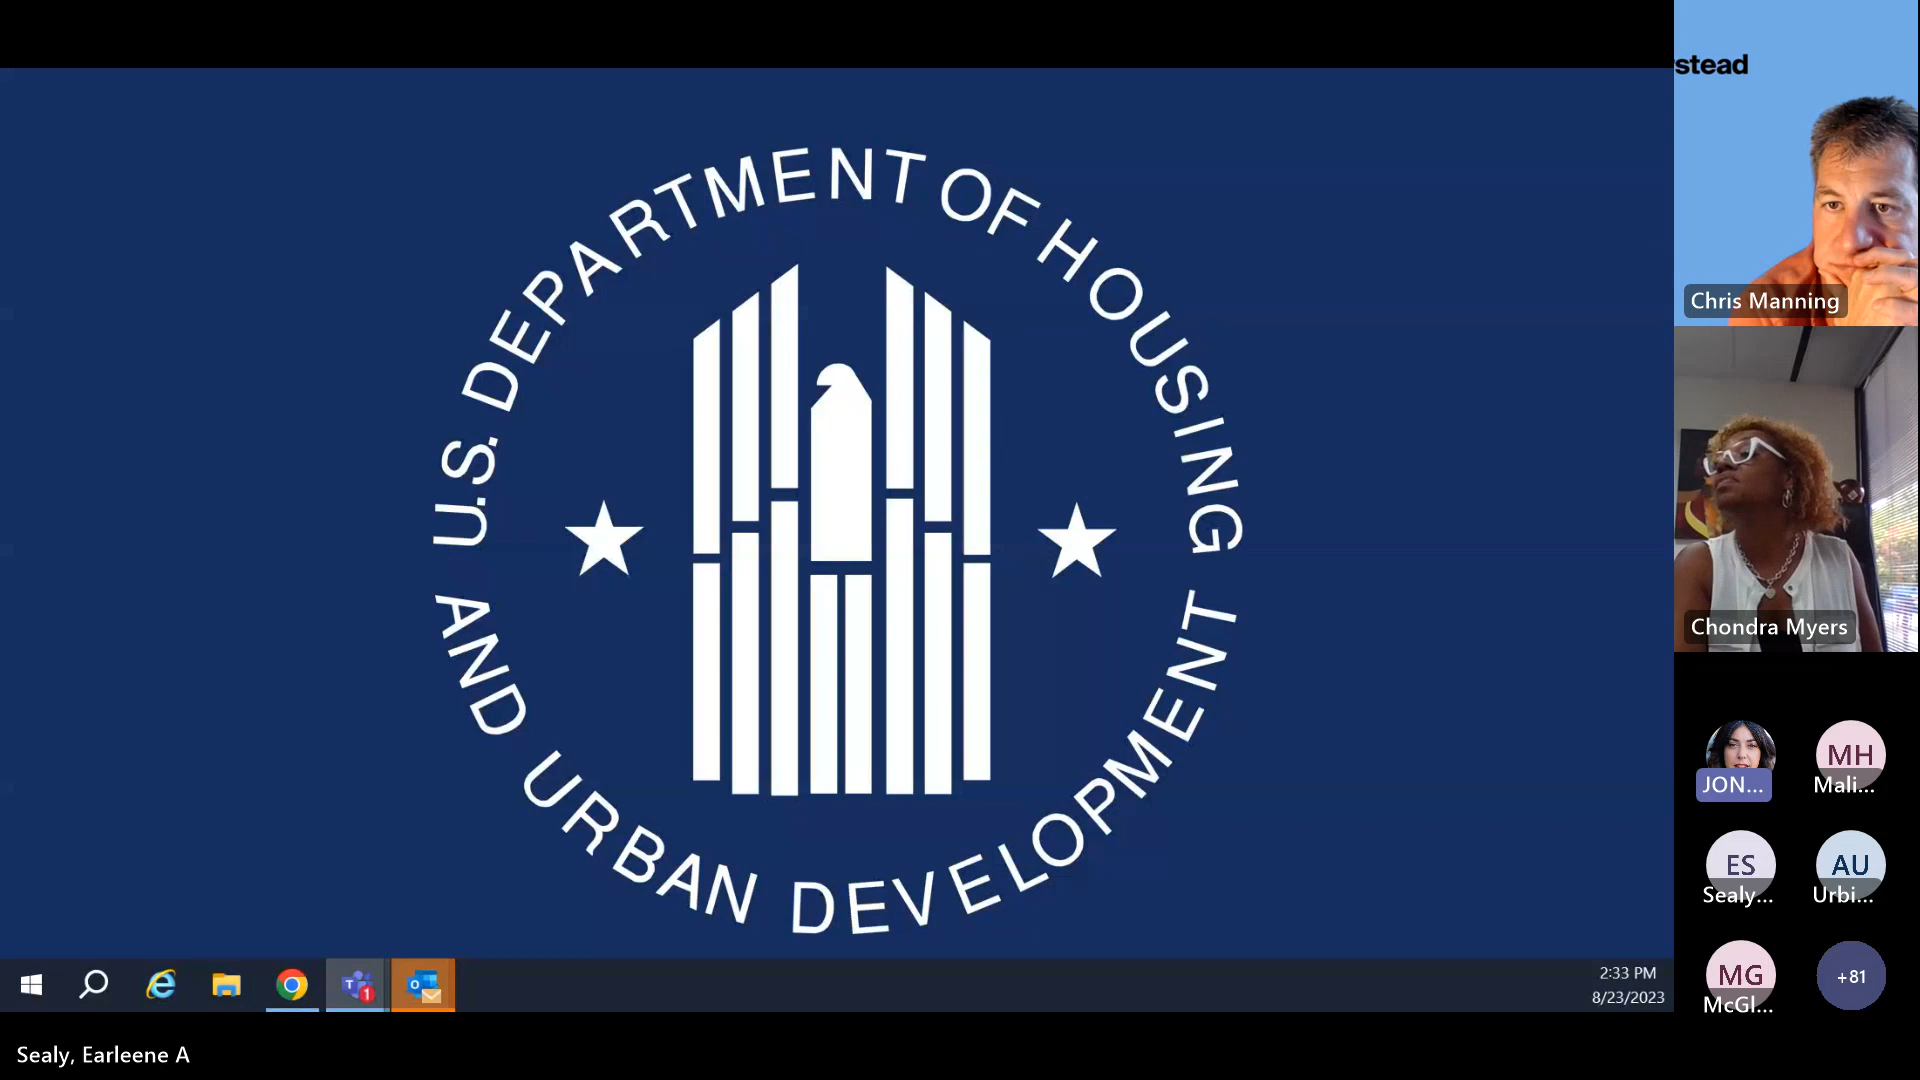 U.S. DEPARTMENT OF HOUSING
AND URBAN DEVELOPMENT
stead
Chris Manning
Chondra Myers
JON...
MH
Mali...
ES
Sealy...
AU
Urbi...
MG
McGl...
+81
T
1
O
2:33 PM
8/23/2023
Sealy, Earleene A